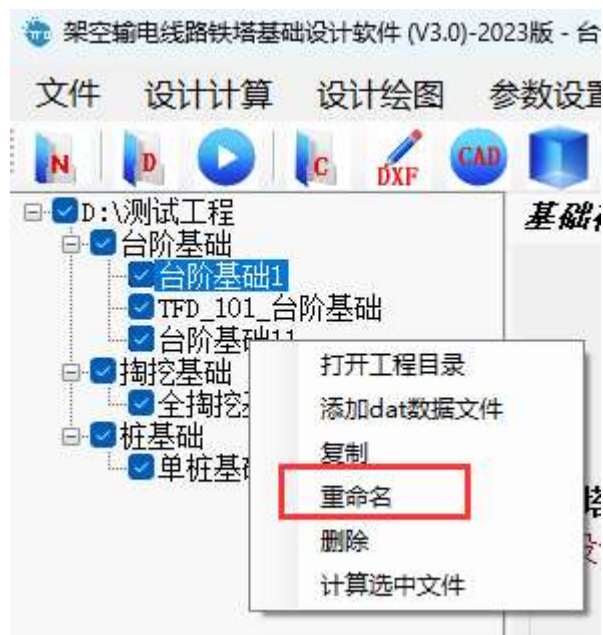 架空输电线路铁塔基础设计软件 (V3.0)-2023版 - 台
文件 设计计算 设计绘图 参数设置
N D C DXF CAD
D:\测试工程
台阶基础
台阶基础1
TFD_101_台阶基础
台阶基础11
掏挖基础
全掏挖
桩基础
单桩基础
基础
打开工程目录
添加dat数据文件
复制
重命名
删除
计算选中文件
塔